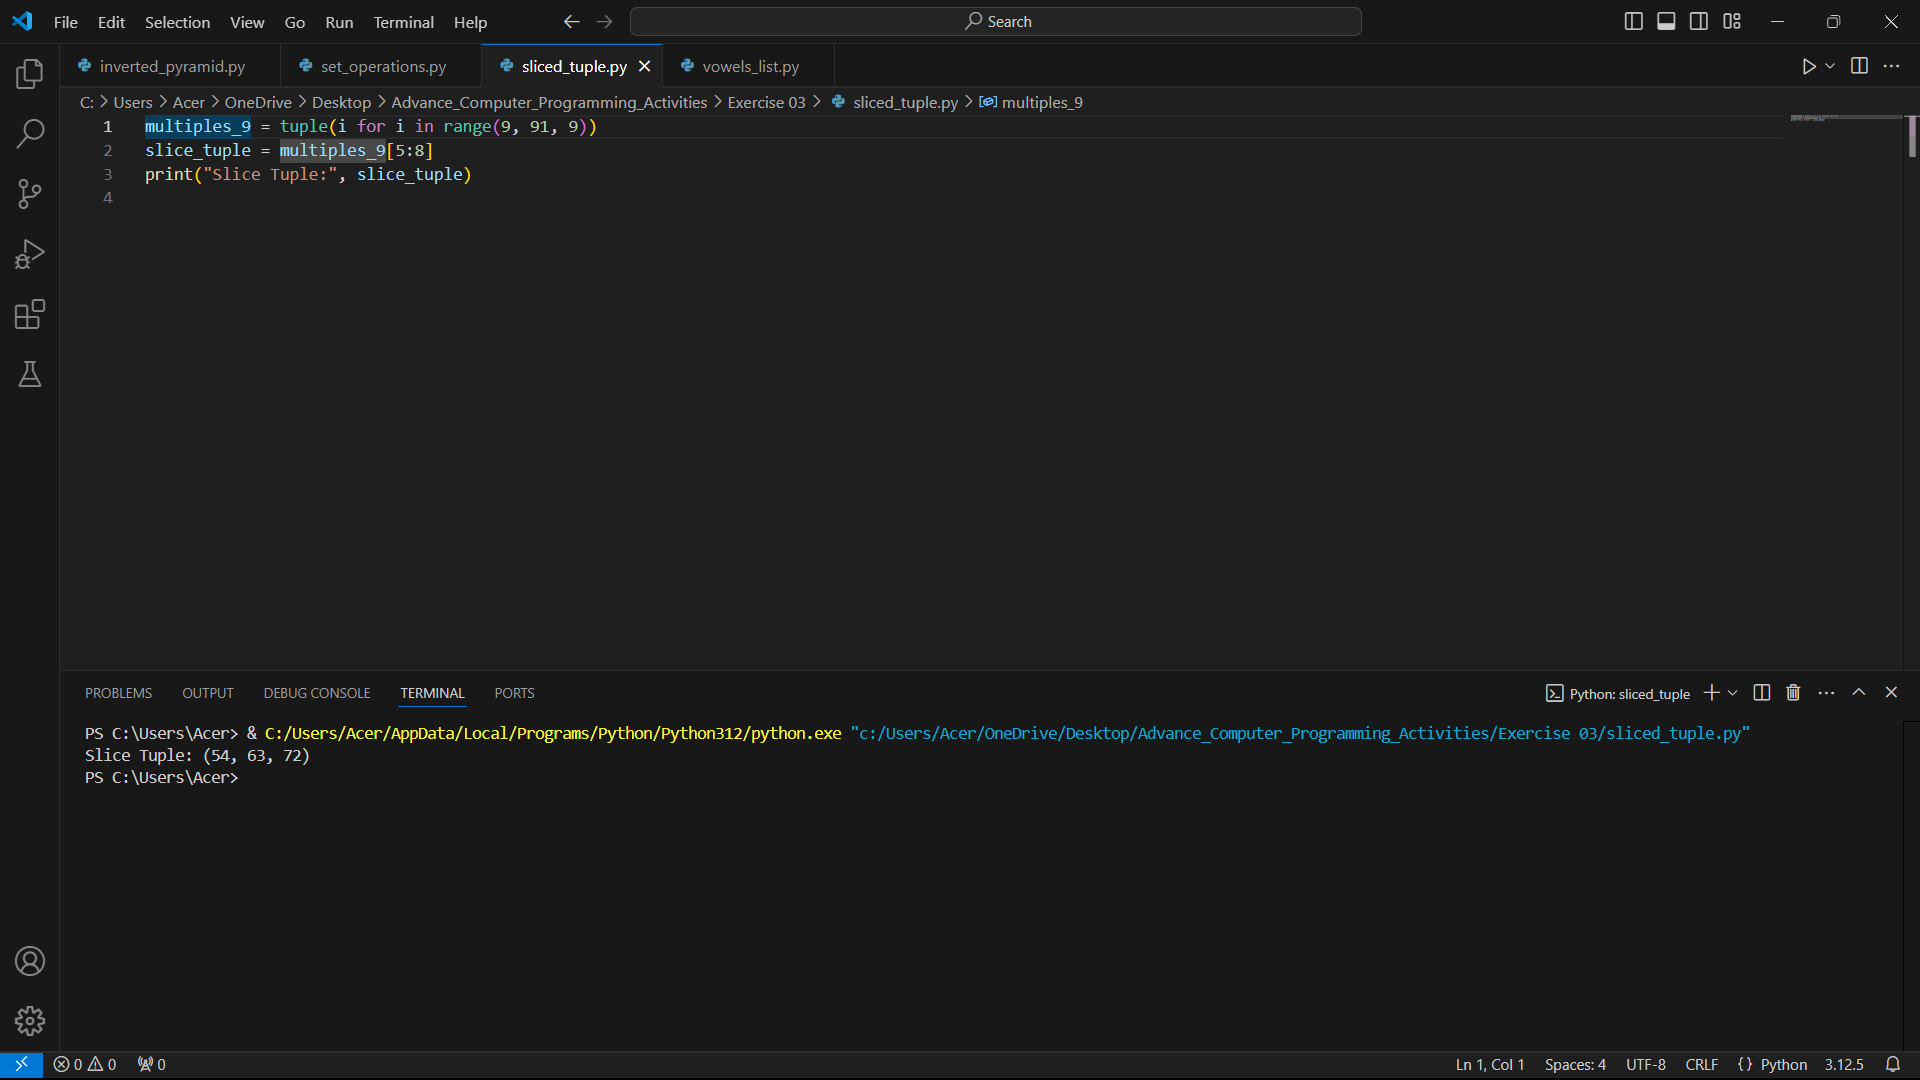 File Edit Selection View Go Run Terminal Help Search
inverted_pyramid.py set_operations.py sliced_tuple.py vowels_list.py
C: > Users > Acer > OneDrive > Desktop > Advance_Computer_Programming_Activities > Exercise 03 > sliced_tuple.py > multiples_9
1 multiples_9 = tuple(i for i in range(9, 91, 9))
2 slice_tuple = multiples_9[5:8]
3 print("Slice Tuple:", slice_tuple)
4
PROBLEMS OUTPUT DEBUG CONSOLE TERMINAL PORTS Python: sliced_tuple
PS C:\Users\Acer> & C:/Users/Acer/AppData/Local/Programs/Python/Python312/python.exe "c:/Users/Acer/OneDrive/Desktop/Advance_Computer_Programming_Activities/Exercise 03/sliced_tuple.py"
Slice Tuple: (54, 63, 72)
PS C:\Users\Acer>
0 0 0 Ln 1, Col 1 Spaces: 4 UTF-8 CRLF {} Python 3.12.5